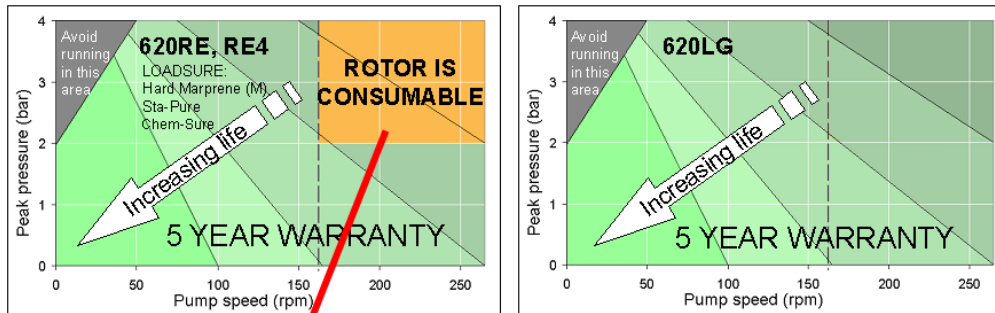 4
3
2
1
0
Peak pressure (bar)
Avoid
running
in this
area
620RE, RE4
LOADSURE:
Hard Marprene (M)
Sta-Pure
Chem-Sure
ROTOR IS
CONSUMABLE
Increasing life
5 YEAR WARRANTY
0 50 100 150 200 250
Pump speed (rpm)
4
3
2
1
0
Peak pressure (bar)
Avoid
running
in this
area
620LG
Increasing life
5 YEAR WARRANTY
0 50 100 150 200 250
Pump speed (rpm)